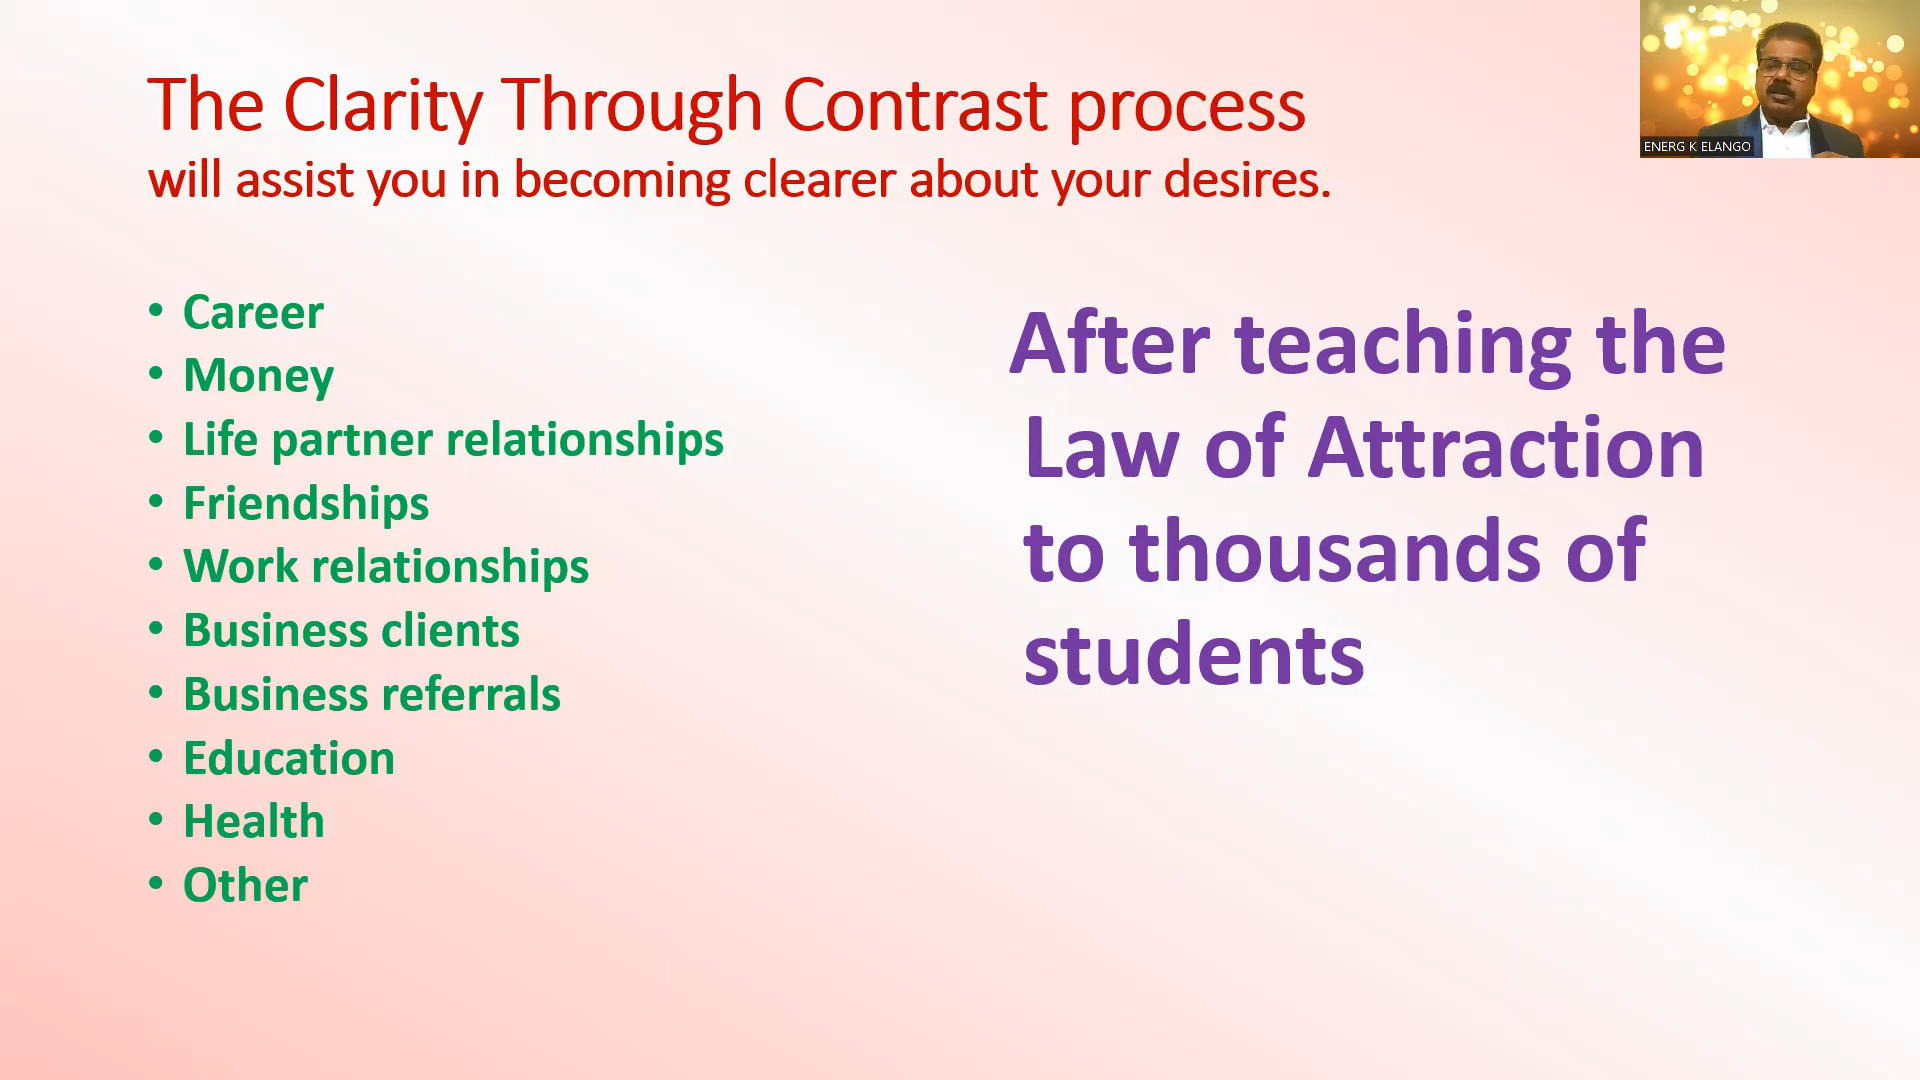 The Clarity Through Contrast process
will assist you in becoming clearer about your desires.
• Career
• Money
• Life partner relationships
• Friendships
• Work relationships
• Business clients
• Business referrals
• Education
• Health
• Other
After teaching the
Law of Attraction
to thousands of
students
ENERG K ELANGO